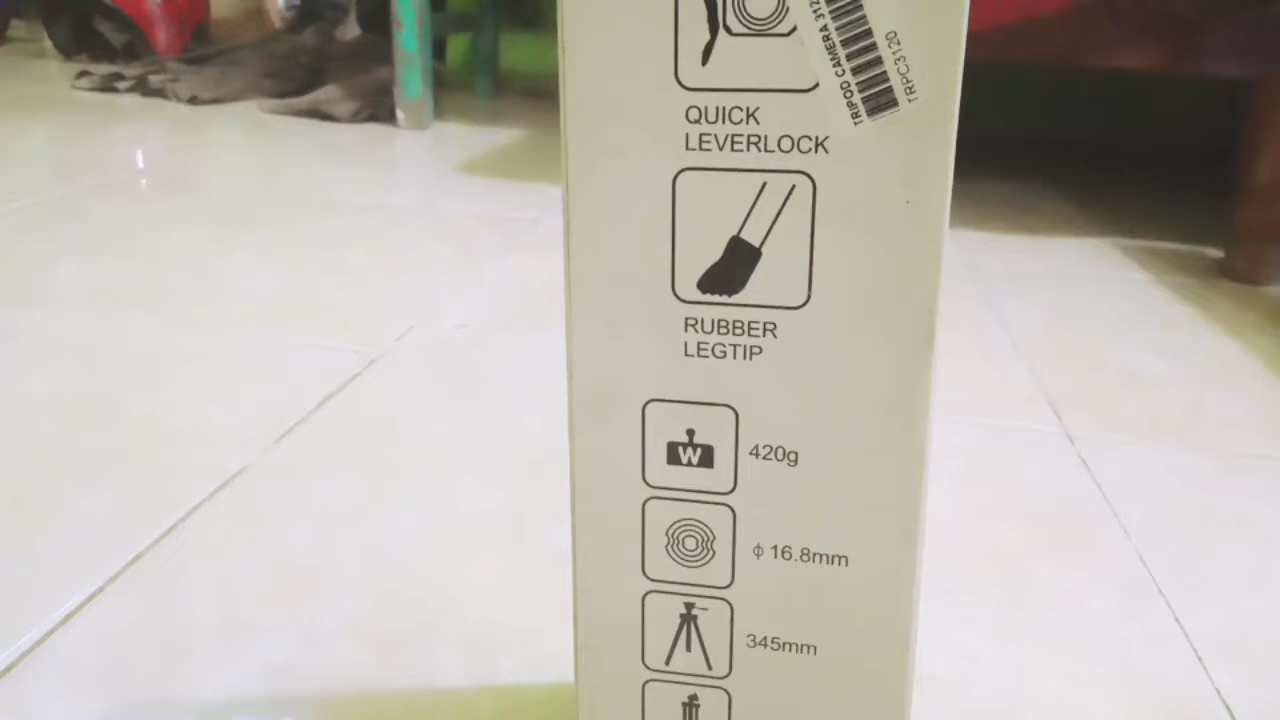 TRIPOD CAMERA 312
TRPC3120
QUICK
LEVERLOCK
RUBBER
LEGTIP
W
420g
ϕ 16.8mm
345mm